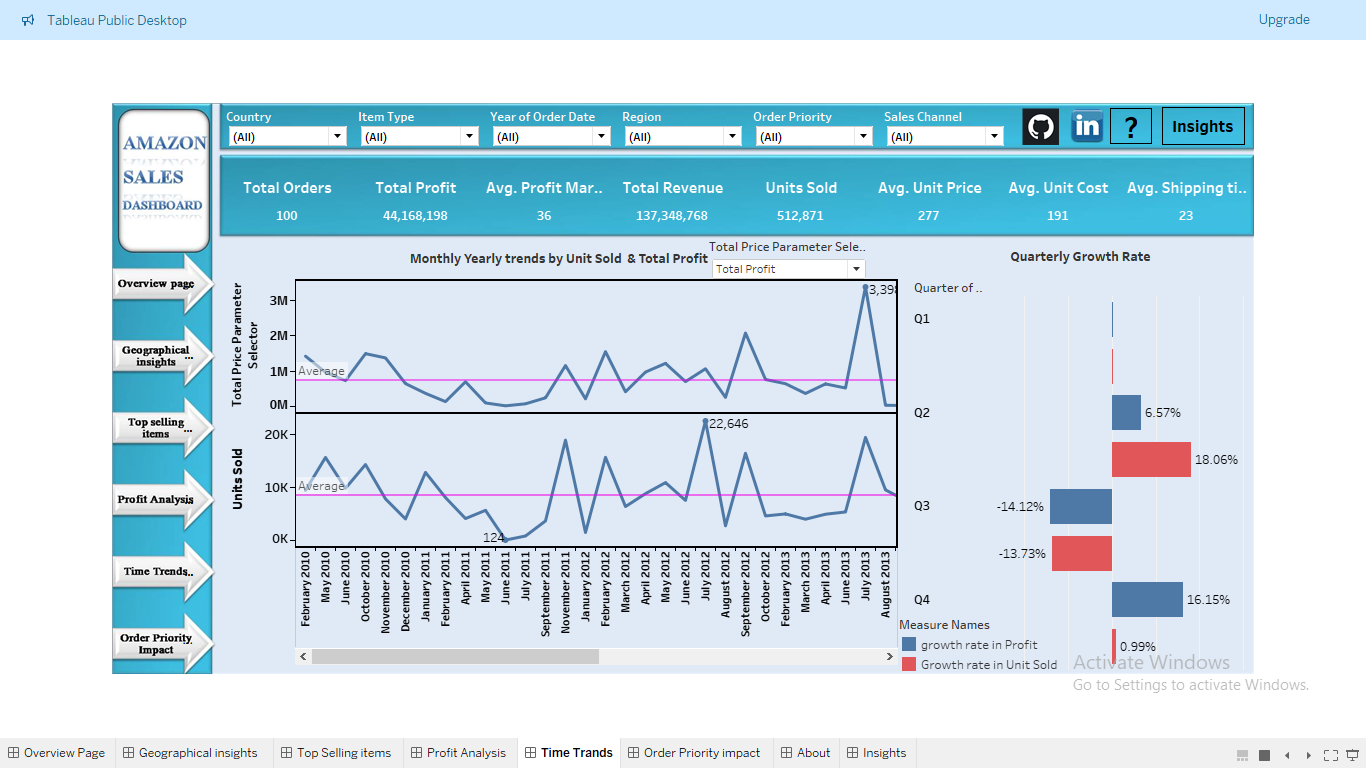 Tableau Public Desktop
Upgrade
AMAZON
SALES
DASHBOARD
Country
Item Type
Year of Order Date
Region
Order Priority
Sales Channel
(All)
(All)
(All)
(All)
(All)
(All)
in
?
Insights
Total Orders
Total Profit
Avg. Profit Mar..
Total Revenue
Units Sold
Avg. Unit Price
Avg. Unit Cost
Avg. Shipping ti..
100
44,168,198
36
137,348,768
512,871
277
191
23
Overview page
Geographical
insights ...
Top selling
items ...
Profit Analysis
Time Trends..
Order Priority
Impact
Monthly Yearly trends by Unit Sold & Total Profit
Total Price Parameter Sele..
Total Profit
Total Price Parameter
Selector
3M
2M
1M
0M
Average
3,398
Units Sold
20K
10K
0K
Average
22,646
124
February 2010
May 2010
June 2010
October 2010
November 2010
December 2010
January 2011
February 2011
April 2011
May 2011
June 2011
July 2011
September 2011
November 2011
January 2012
February 2012
March 2012
April 2012
May 2012
June 2012
July 2012
August 2012
September 2012
October 2012
February 2013
March 2013
April 2013
June 2013
July 2013
August 2013
Quarterly Growth Rate
Quarter of ..
Q1
Q2
6.57%
18.06%
Q3
-14.12%
-13.73%
Q4
16.15%
0.99%
Measure Names
growth rate in Profit
Growth rate in Unit Sold
Activate Windows
Go to Settings to activate Windows.
Overview Page
Geographical insights
Top Selling items
Profit Analysis
Time Trands
Order Priority impact
About
Insights